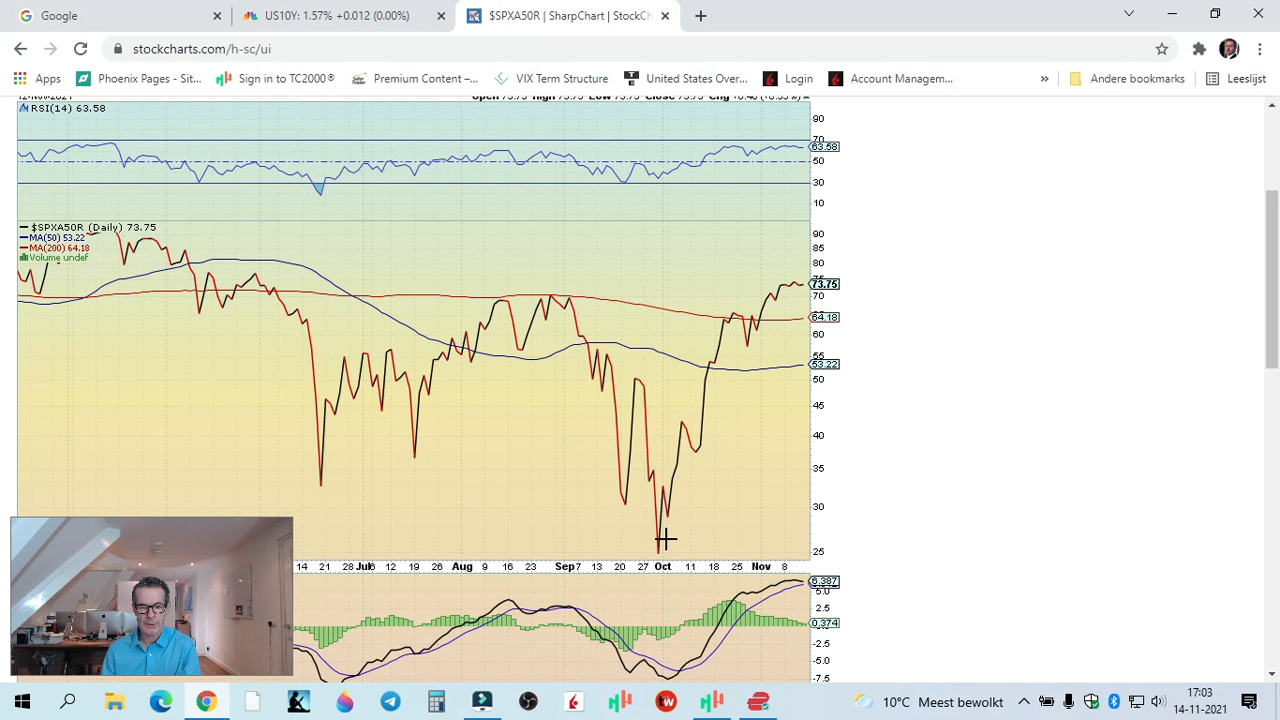 Google
US10Y: 1.57% +0.012 (0.00%)
$SPXA50R | SharpChart | StockCh
stockcharts.com/h-sc/ui
Apps
Phoenix Pages - Sit...
Sign in to TC2000®
Premium Content –...
VIX Term Structure
United States Ove...
Login
Account Managem...
»
Andere bookmarks
Leeslijst
RSI(14) 63.58
90
70
63.58
50
30
10
$SPXA50R (Daily) 73.75
MA(50) 53.22
MA(200) 64.18
Volume undef
90
85
80
75
73.75
70
64.18
60
55
53.22
50
45
40
35
30
25
14 21 28 Jul 6 12 19 26 Aug 9 16 23 Sep 7 13 20 27 Oct 11 18 25 Nov 8
6.387
5.0
2.5
0.374
-2.5
-5.0
-7.5
10°C Meest bewolkt
17:03
14-11-2021